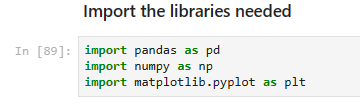 Import the libraries needed
In [89]: import pandas as pd
import numpy as np
import matplotlib.pyplot as plt